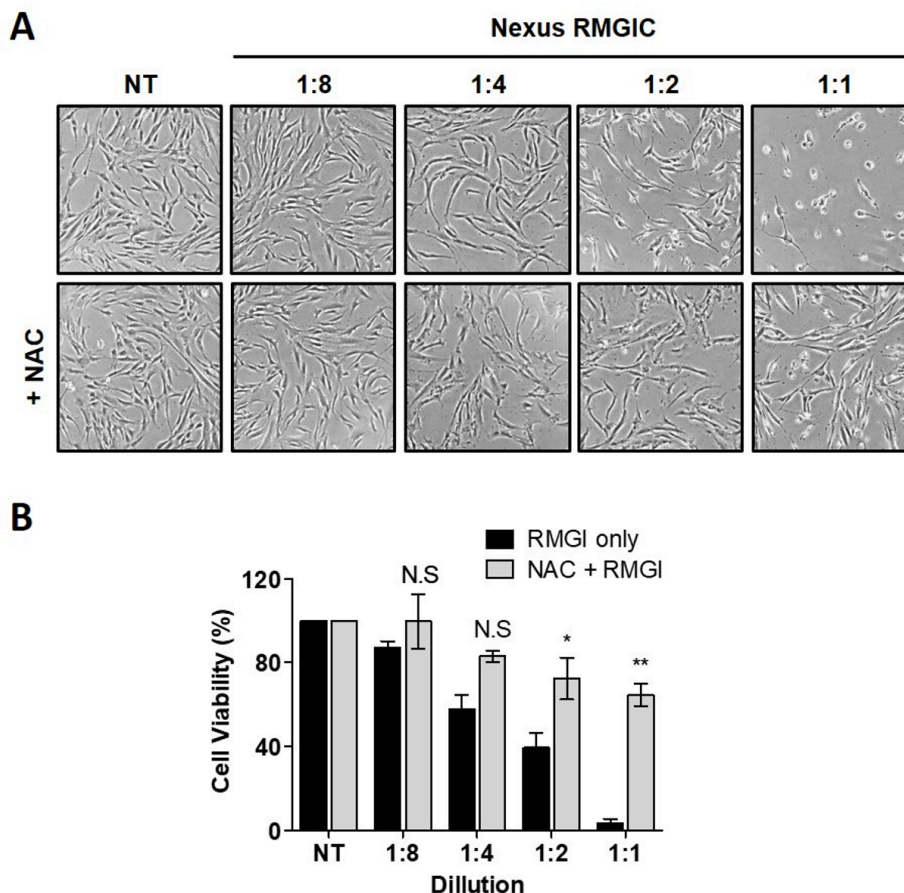 A
Nexus RMGIC
NT 1:8 1:4 1:2 1:1
+ NAC
B
RMGI only
NAC + RMGI
120
80
40
0
Cell Viability (%)
N.S
N.S
*
**
NT 1:8 1:4 1:2 1:1
Dillution